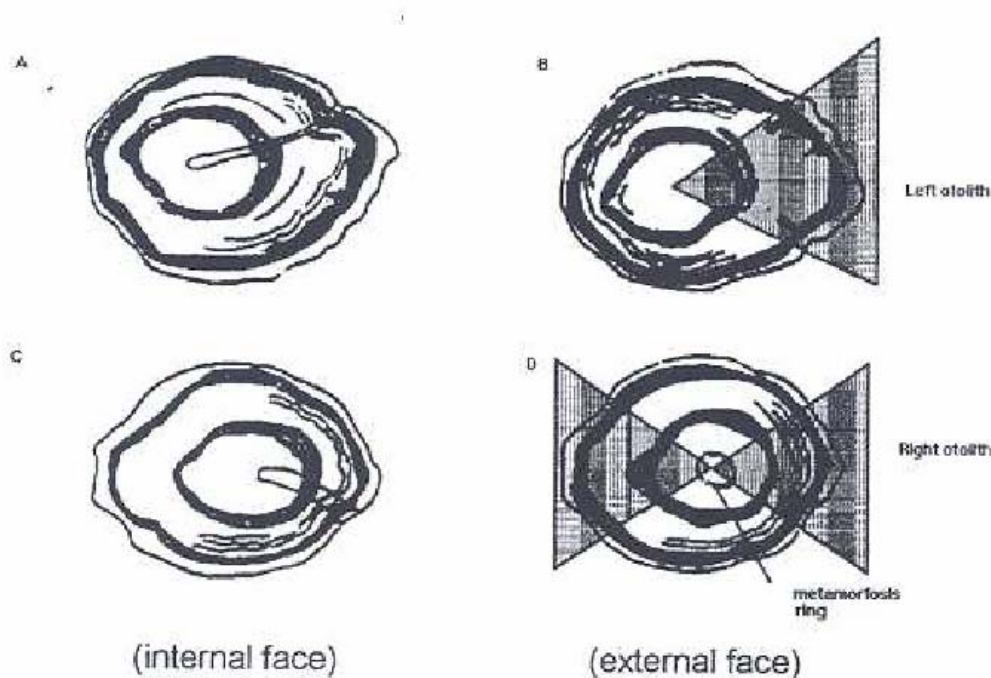 A
B
Left otolith
C
D
Right otolith
metamorfosis
ring
(internal face)
(external face)